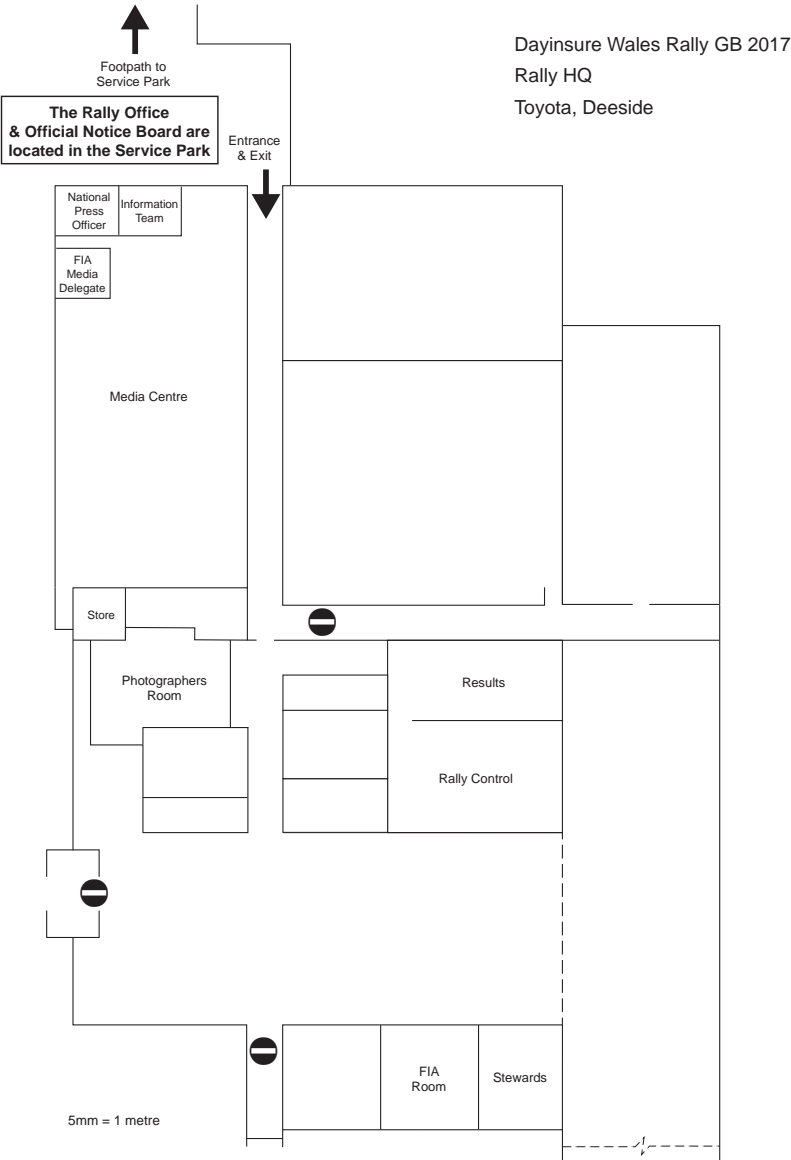 Dayinsure Wales Rally GB 2017
Rally HQ
Toyota, Deeside
Footpath to
Service Park
The Rally Office
& Official Notice Board are
located in the Service Park
Entrance
& Exit
National
Press
Officer
Information
Team
FIA
Media
Delegate
Media Centre
Store
Photographers
Room
Results
Rally Control
FIA
Room
Stewards
5mm = 1 metre